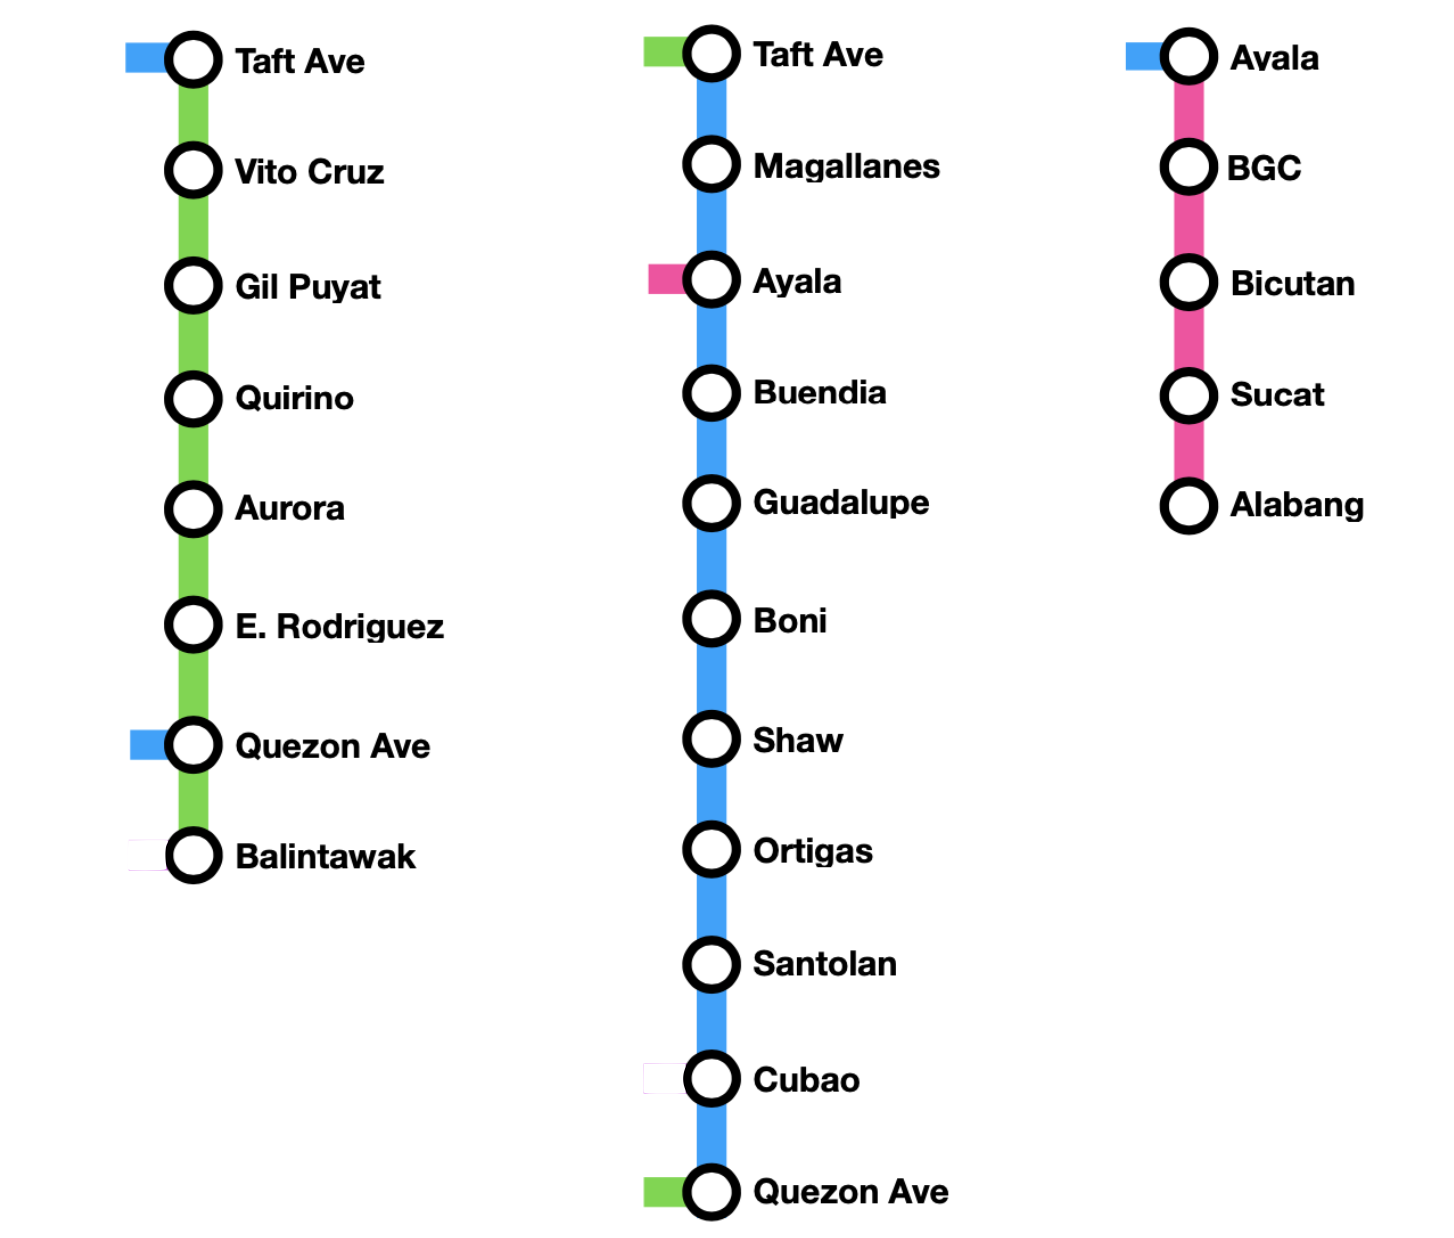 Taft Ave
Vito Cruz
Gil Puyat
Quirino
Aurora
E. Rodriguez
Quezon Ave
Balintawak
Taft Ave
Magallanes
Ayala
Buendia
Guadalupe
Boni
Shaw
Ortigas
Santolan
Cubao
Quezon Ave
Ayala
BGC
Bicutan
Sucat
Alabang